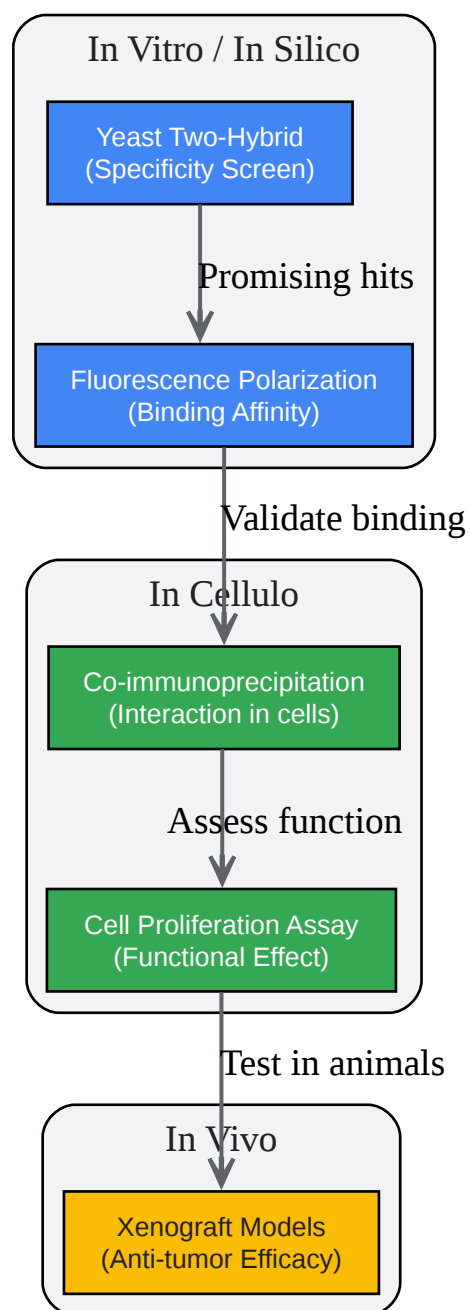 In Vitro / In Silico
Yeast Two-Hybrid
(Specificity Screen)
Promising hits
Fluorescence Polarization
(Binding Affinity)
Validate binding
In Cellulo
Co-immunoprecipitation
(Interaction in cells)
Assess function
Cell Proliferation Assay
(Functional Effect)
Test in animals
In Vivo
Xenograft Models
(Anti-tumor Efficacy)